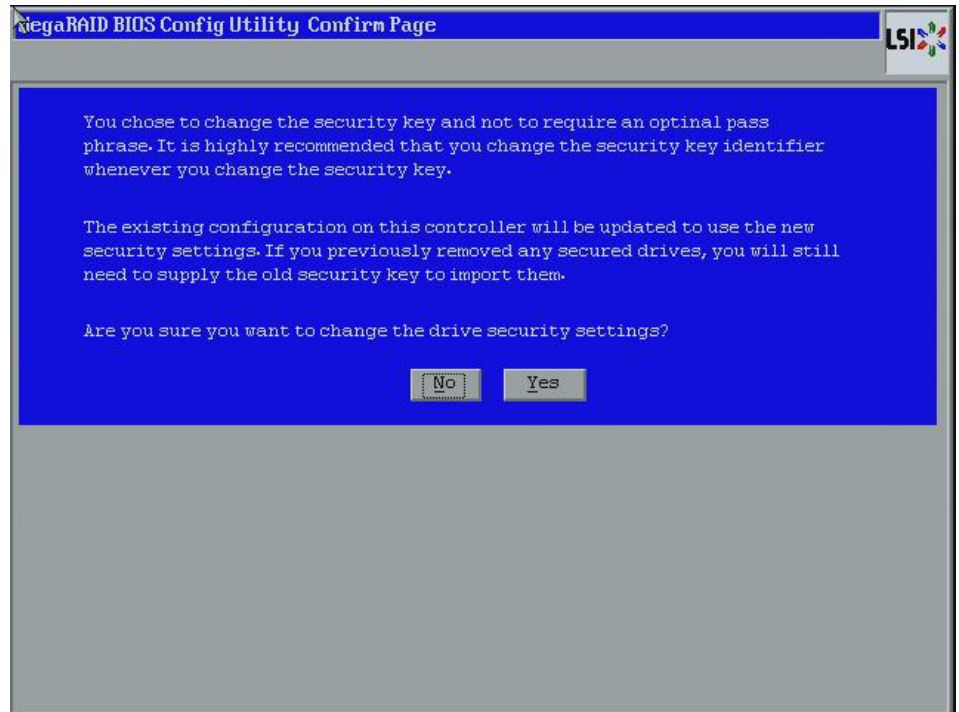 MegaRAID BIOS Config Utility Confirm Page
LSI
You chose to change the security key and not to require an optinal pass
phrase. It is highly recommended that you change the security key identifier
whenever you change the security key.
The existing configuration on this controller will be updated to use the new
security settings. If you previously removed any secured drives, you will still
need to supply the old security key to import them.
Are you sure you want to change the drive security settings?
No
Yes